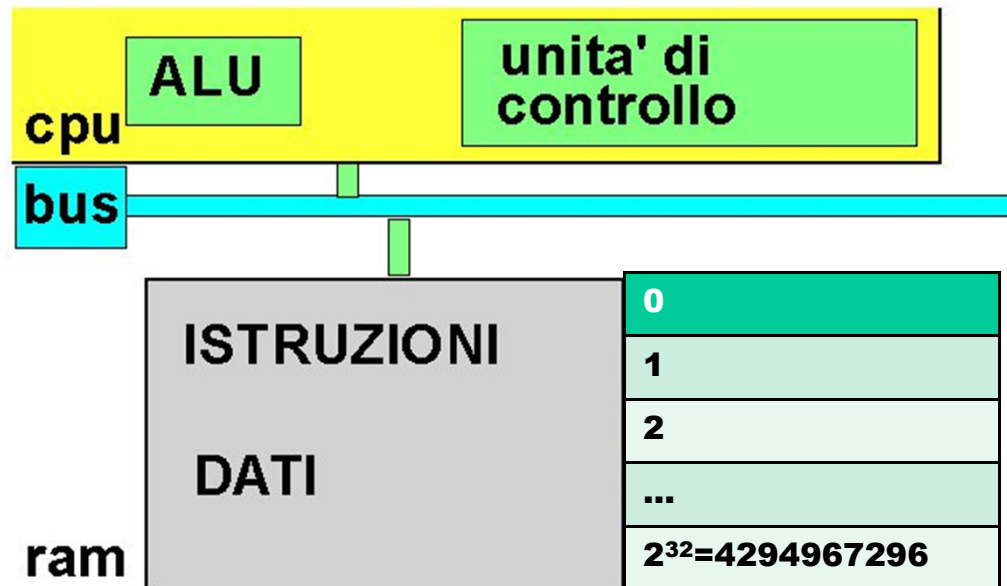 ALU
unita' di
controllo
cpu
bus
ISTRUZIONI
DATI
ram
0
1
2
...
2³²=4294967296